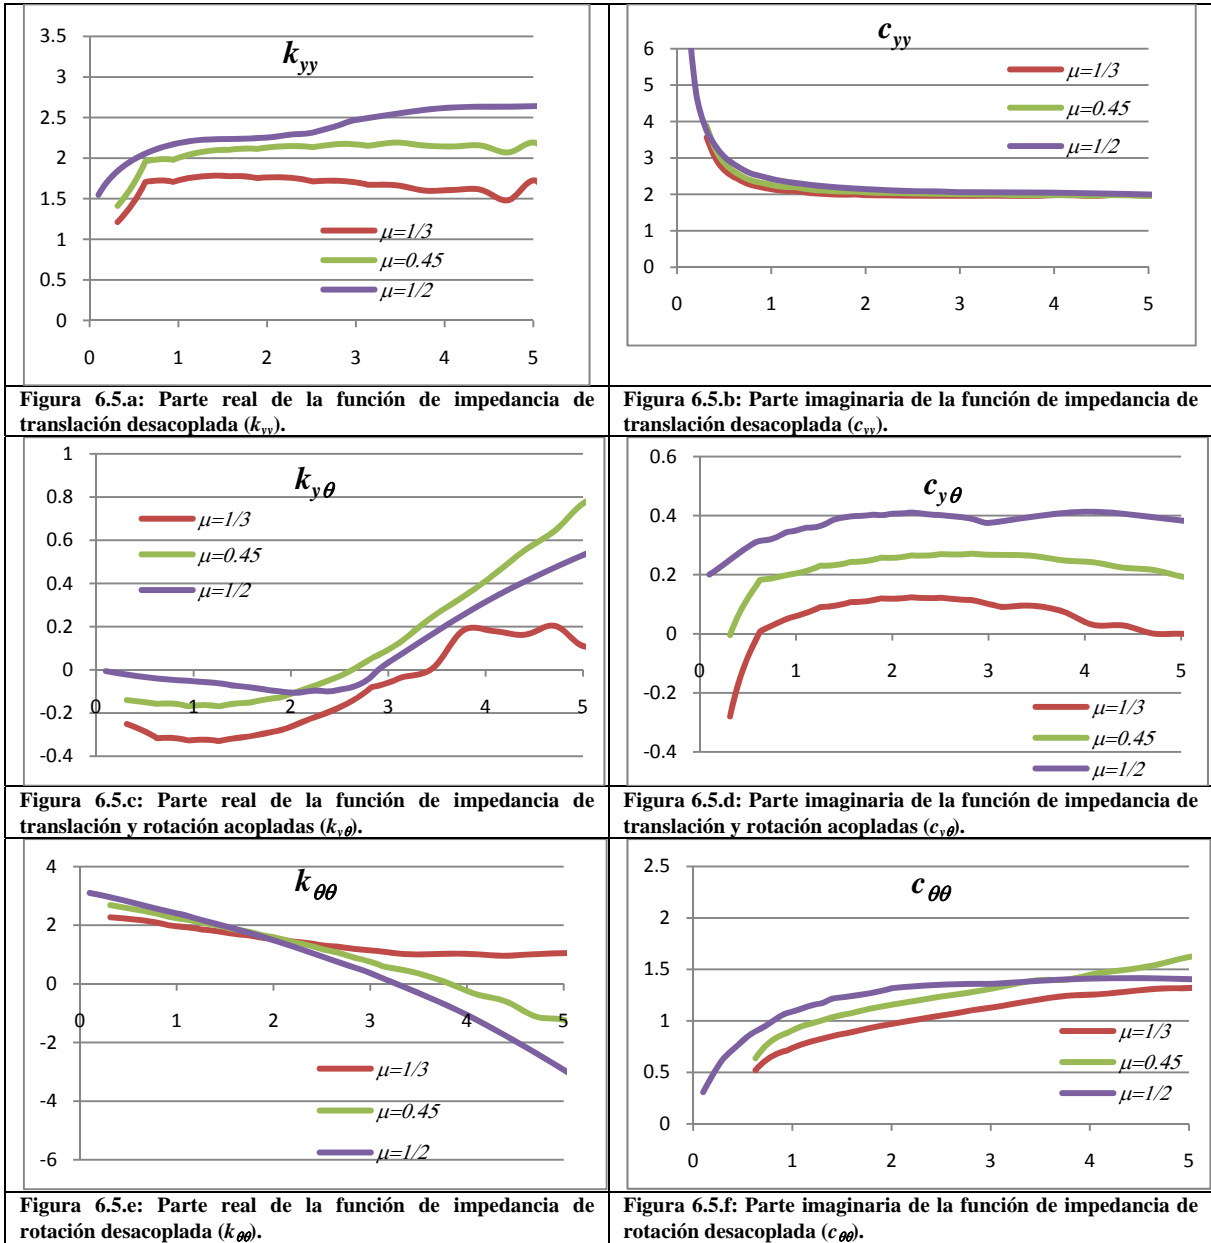 k_yy
3.5
3
2.5
2
1.5
1
0.5
0
0 1 2 3 4 5
μ=1/3
μ=0.45
μ=1/2
Figura 6.5.a: Parte real de la función de impedancia de
translación desacoplada (k_yy).
c_yy
6
5
4
3
2
1
0
0 1 2 3 4 5
μ=1/3
μ=0.45
μ=1/2
Figura 6.5.b: Parte imaginaria de la función de impedancia de
translación desacoplada (c_yy).
k_yθ
1
0.8
0.6
0.4
0.2
0
-0.2
-0.4
0 1 2 3 4 5
μ=1/3
μ=0.45
μ=1/2
Figura 6.5.c: Parte real de la función de impedancia de
translación y rotación acopladas (k_yθ).
c_yθ
0.6
0.4
0.2
0
-0.2
-0.4
0 1 2 3 4 5
μ=1/3
μ=0.45
μ=1/2
Figura 6.5.d: Parte imaginaria de la función de impedancia de
translación y rotación acopladas (c_yθ).
k_θθ
4
2
0
-2
-4
-6
0 1 2 3 4 5
μ=1/3
μ=0.45
μ=1/2
Figura 6.5.e: Parte real de la función de impedancia de
rotación desacoplada (k_θθ).
c_θθ
2.5
2
1.5
1
0.5
0
0 1 2 3 4 5
μ=1/3
μ=0.45
μ=1/2
Figura 6.5.f: Parte imaginaria de la función de impedancia de
rotación desacoplada (c_θθ).